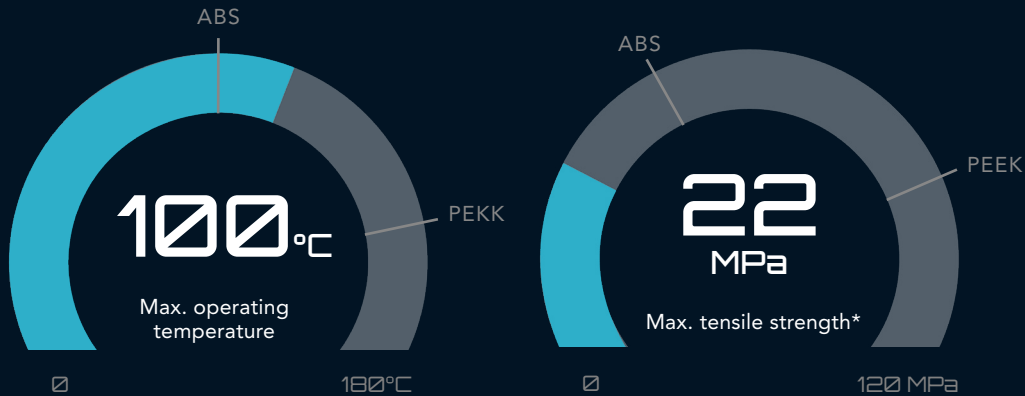 ABS
PEKK
100°C
Max. operating
temperature
0
180°C
ABS
PEEK
22
MPa
Max. tensile strength*
0
120 MPa